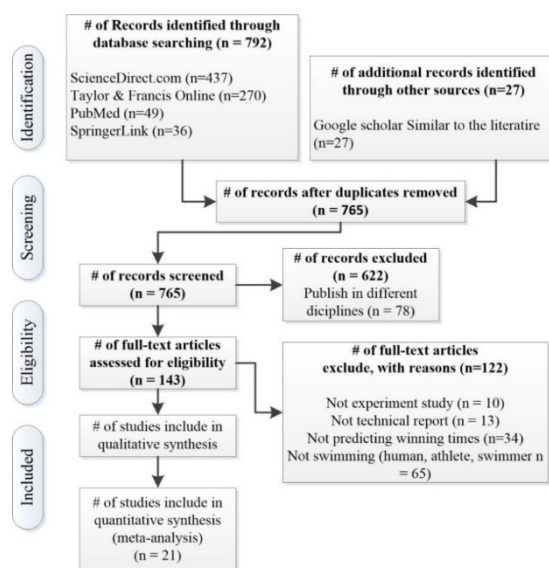 Identification
# of Records identified through
database searching (n = 792)
ScienceDirect.com (n=437)
Taylor & Francis Online (n=270)
PubMed (n=49)
SpringerLink (n=36)
# of additional records identified
through other sources (n=27)
Google scholar Similar to the literatire
(n=27)
Screening
# of records after duplicates removed
(n = 765)
# of records screened
(n = 765)
# of records excluded
(n = 622)
Publish in different
diciplines (n = 78)
Eligibility
# of full-text articles
assessed for eligibility
(n = 143)
# of full-text articles
exclude, with reasons (n=122)
Not experiment study (n = 10)
Not technical report (n = 13)
Not predicting winning times (n=34)
Not swimming (human, athlete, swimmer n
= 65)
Included
# of studies include in
qualitative synthesis
# of studies include in
quantitative synthesis
(meta-analysis)
(n = 21)